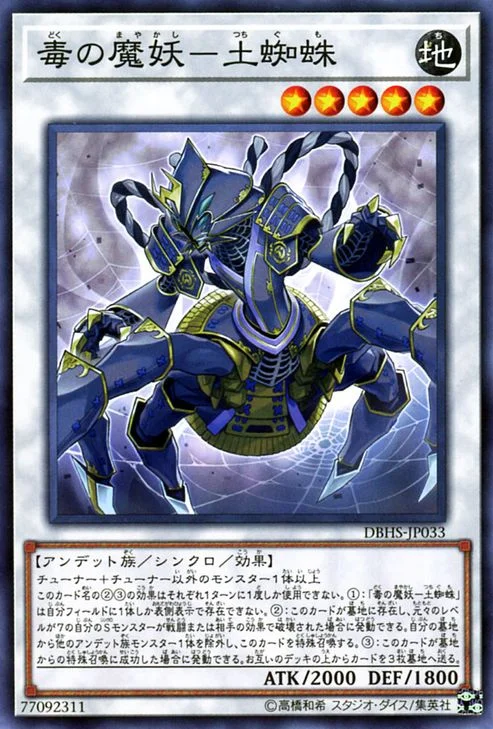 毒の魔妖－土蜘蛛
地
DBHS-JP033
【アンデット族／シンクロ／効果】
チューナー＋チューナー以外のモンスター1体以上
このカード名の②③の効果はそれぞれ1ターンに1度しか使用できない。①：「毒の魔妖－土蜘蛛」
は自分フィールドに1体しか表側表示で存在できない。②：このカードが墓地に存在し、元々のレベ
ルが7の自分のSモンスターが戦闘または相手の効果で破壊された場合に発動できる。自分の墓地
から他のアンデット族モンスター1体を除外し、このカードを特殊召喚する。③：このカードが墓地
からの特殊召喚に成功した場合に発動できる。お互いのデッキの上からカードを3枚墓地へ送る。
ATK/2000 DEF/1800
77092311 ©高橋和希 スタジオ・ダイス/集英社